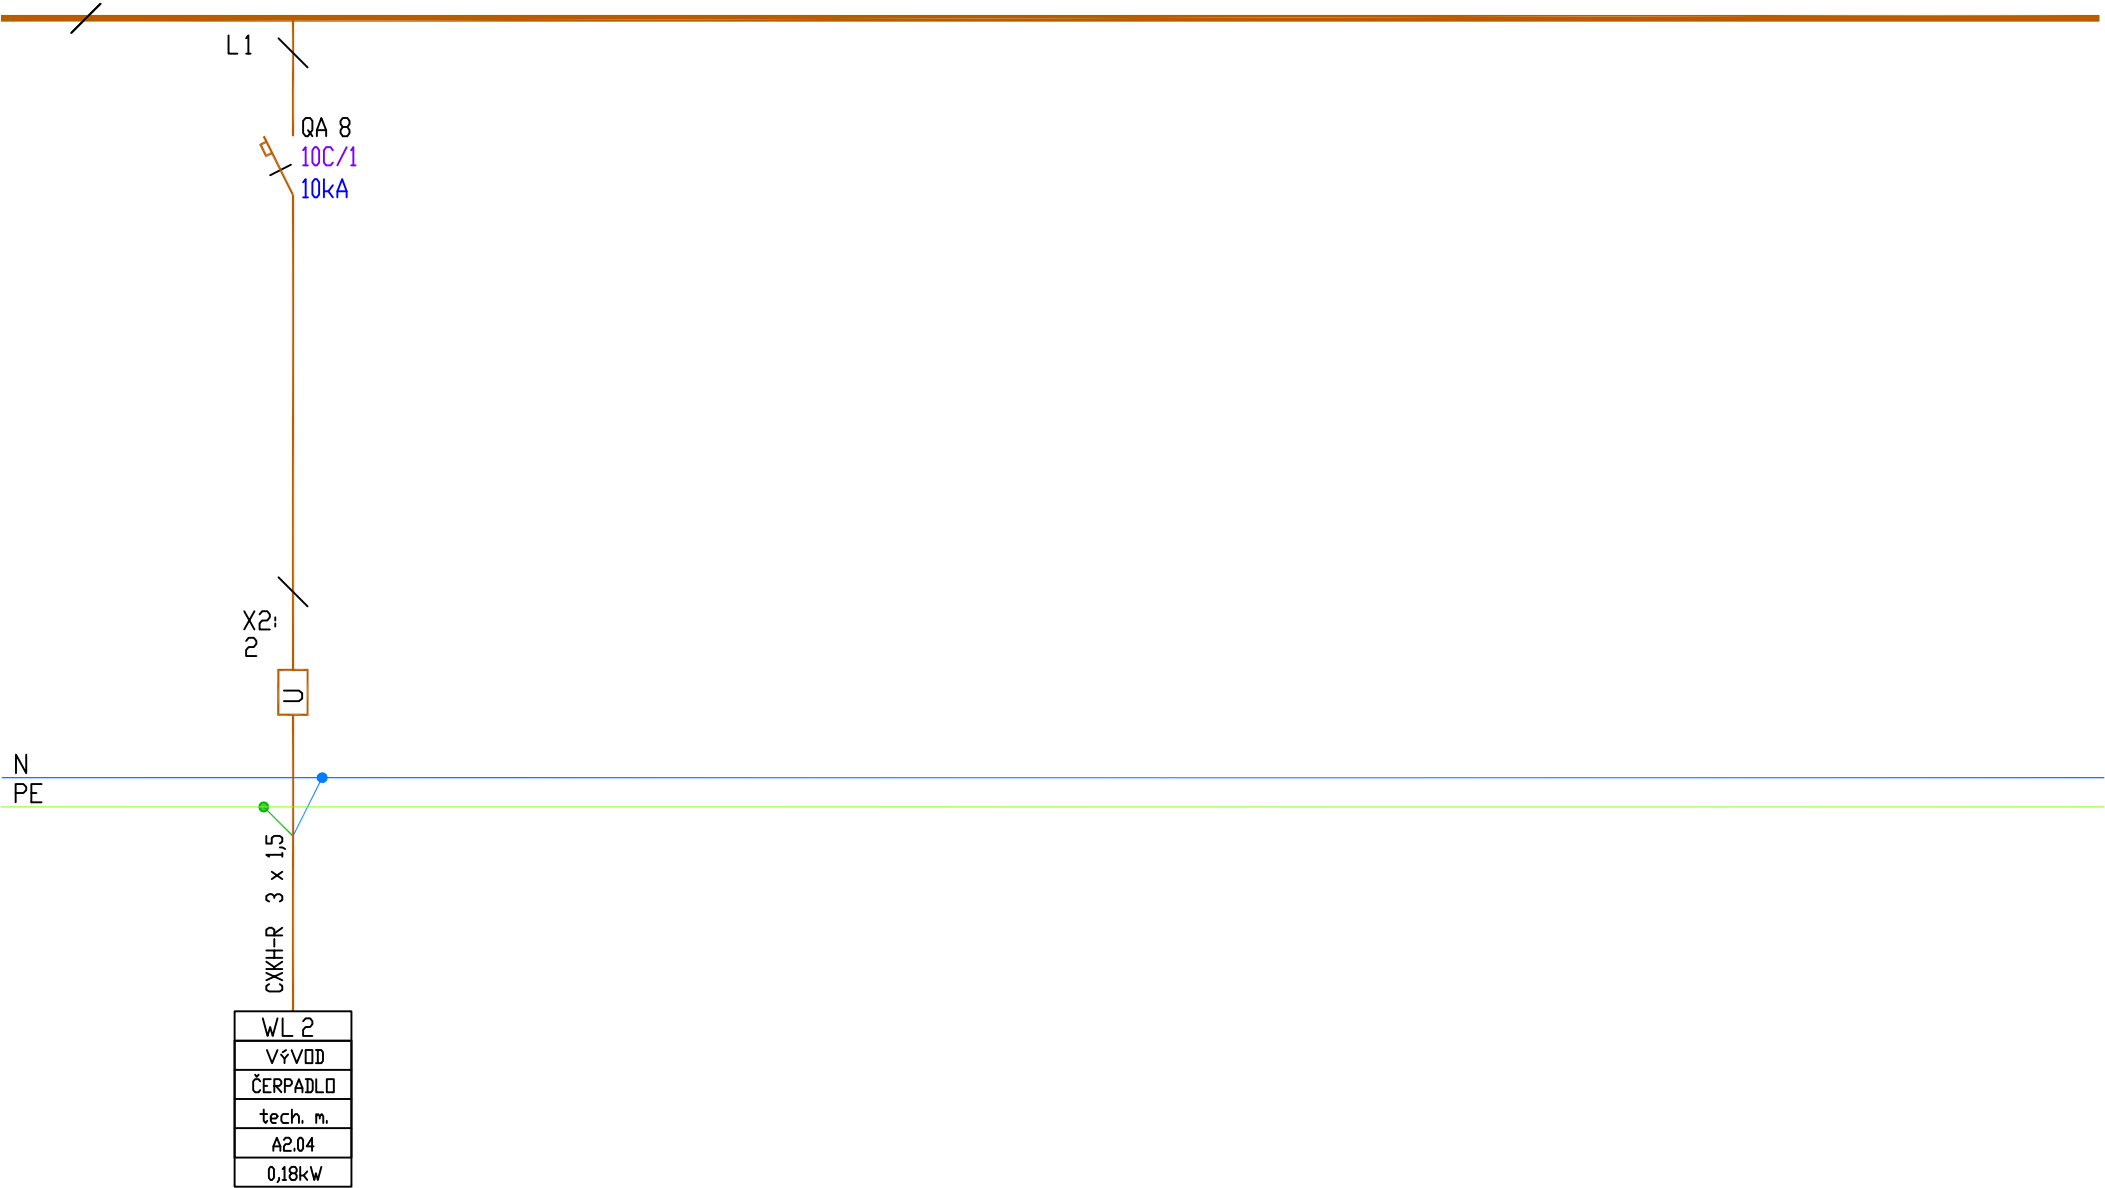 L1
QA 8
10C/1
10kA
X2:
2
U
N
PE
CXKH-R 3 x 1,5
WL 2
VÝVOD
ČERPADLO
tech. m.
A2.04
0,18kW